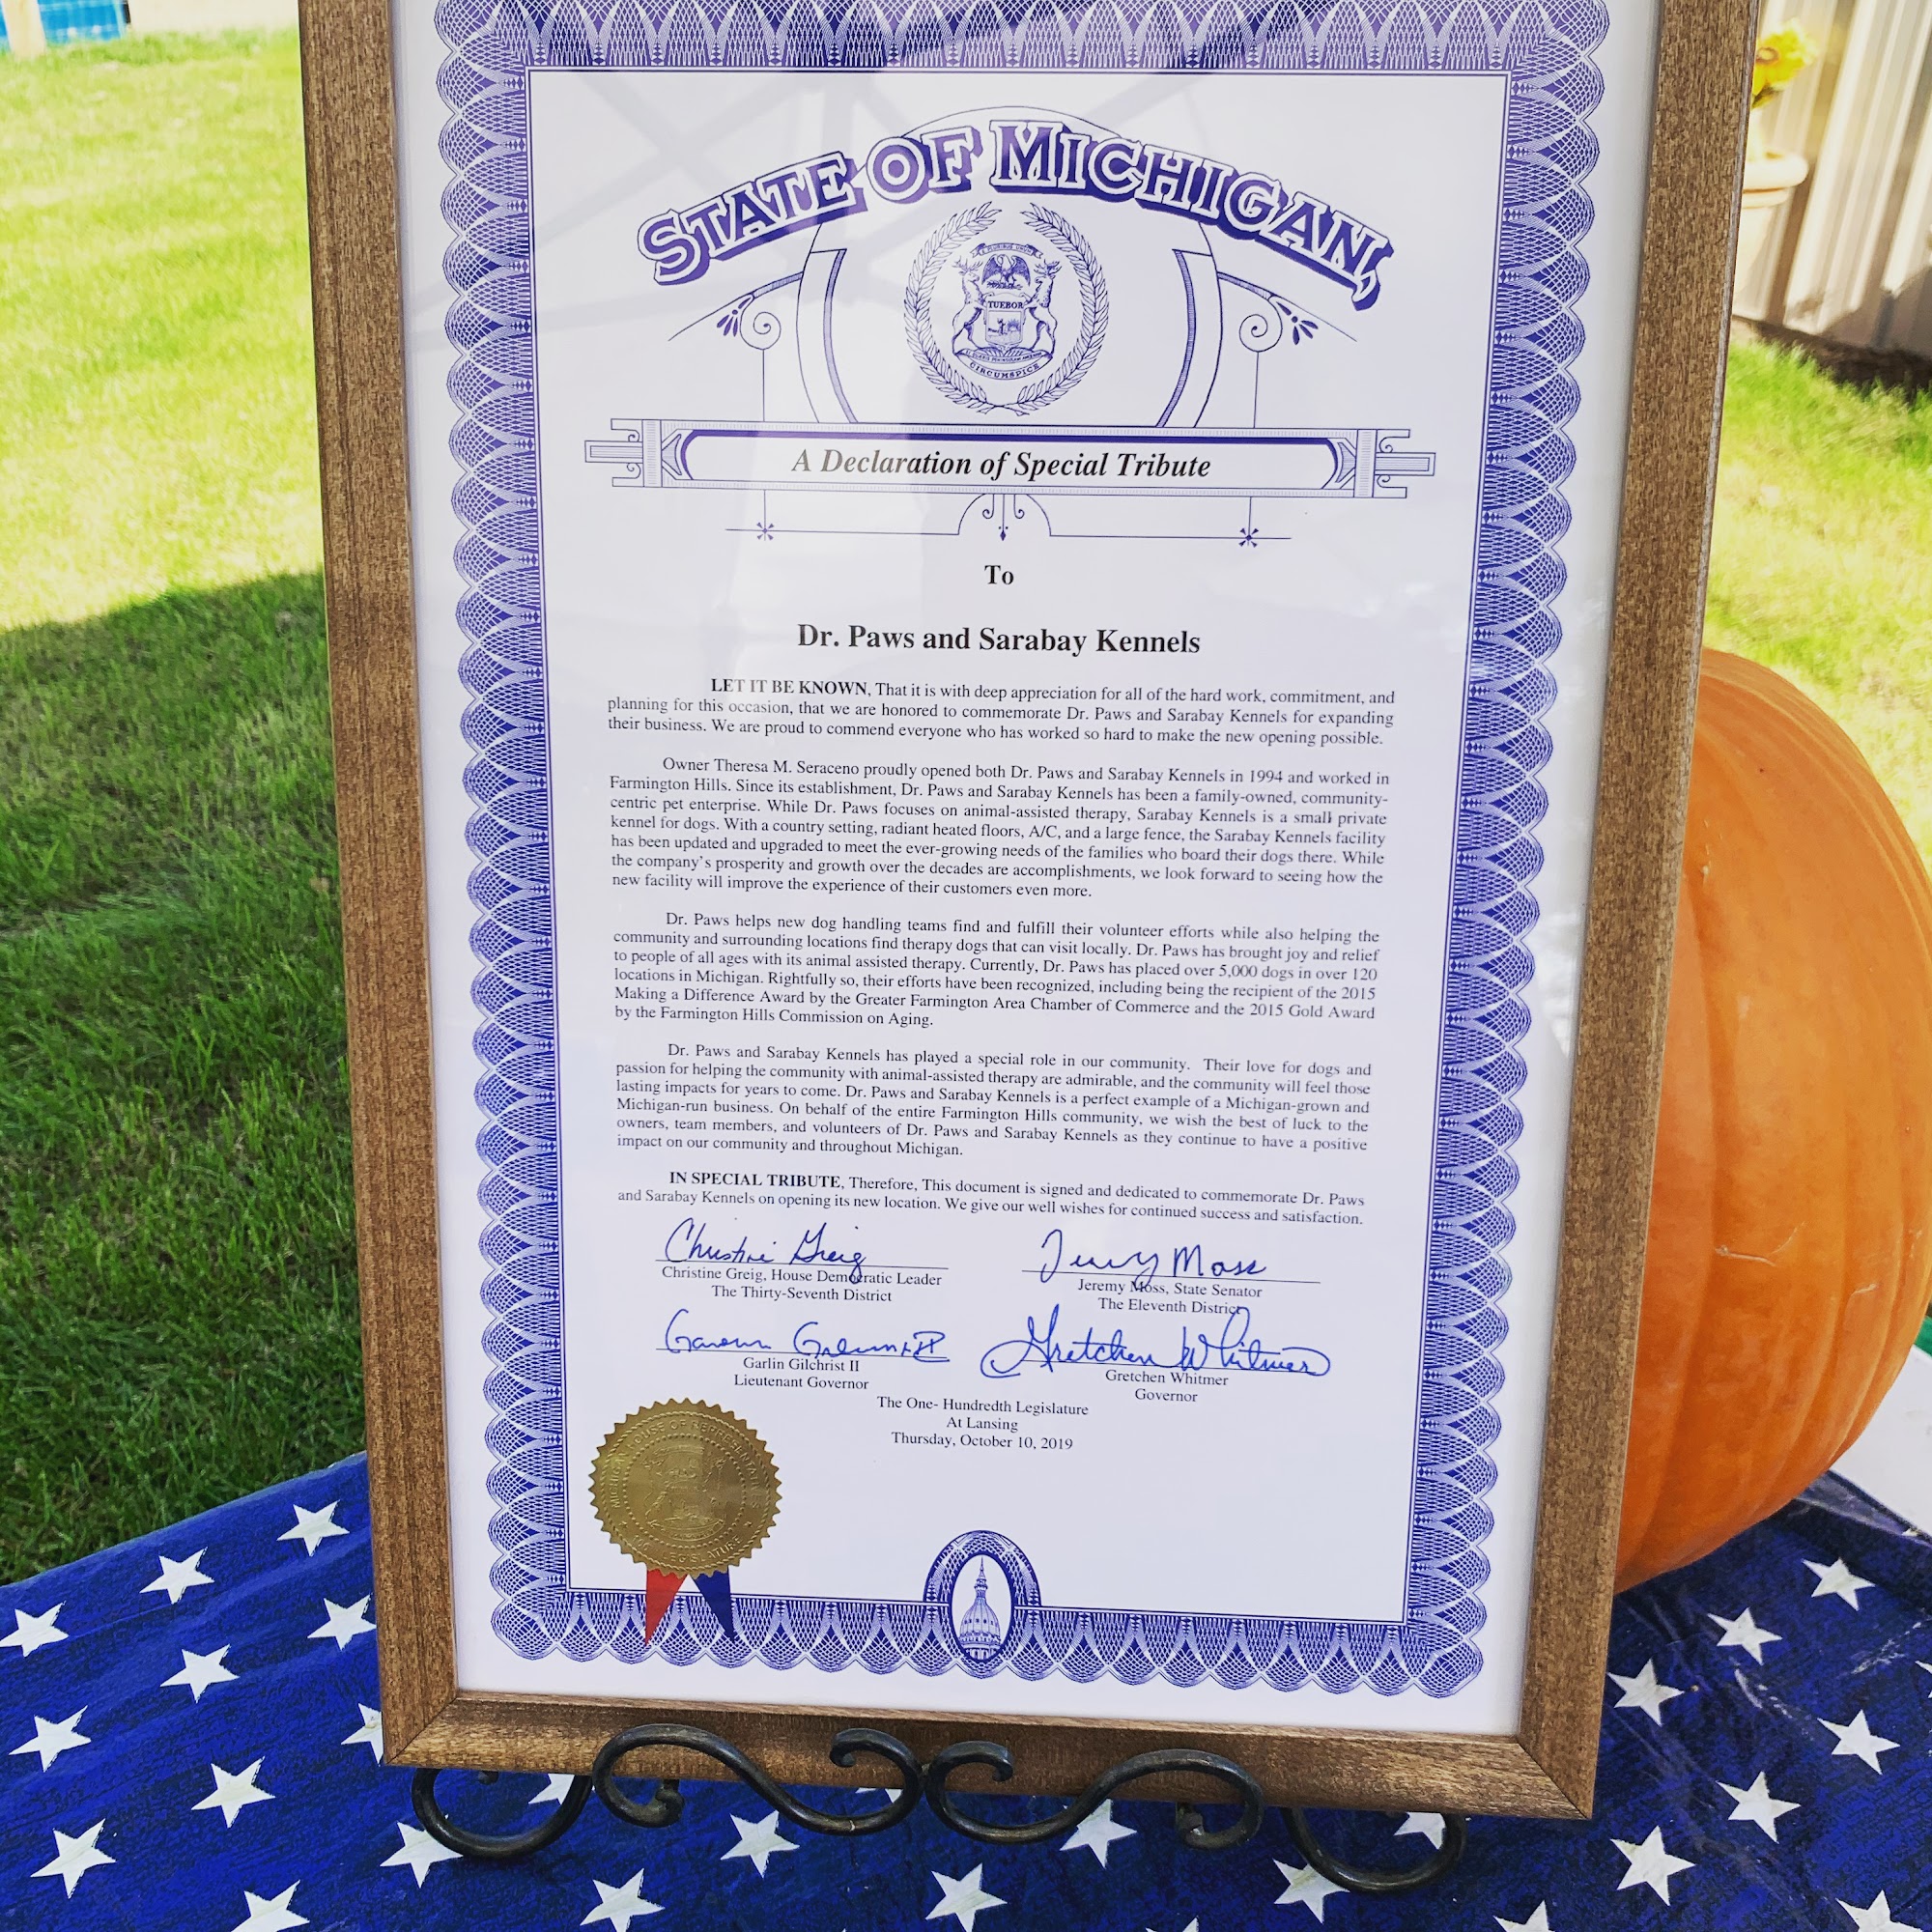 STATE OF MICHIGAN,
E PLURIBUS UNUM
TUEBOR
CIRCUMSPICE
A Declaration of Special Tribute
To
Dr. Paws and Sarabay Kennels
LET IT BE KNOWN, That it is with deep appreciation for all of the hard work, commitment, and
planning for this occasion, that we are honored to commemorate Dr. Paws and Sarabay Kennels for expanding
their business. We are proud to commend everyone who has worked so hard to make the new opening possible.
Owner Theresa M. Seraceno proudly opened both Dr. Paws and Sarabay Kennels in 1994 and worked in
Farmington Hills. Since its establishment, Dr. Paws and Sarabay Kennels has been a family-owned, community-
centric pet enterprise. While Dr. Paws focuses on animal-assisted therapy, Sarabay Kennels is a small private
kennel for dogs. With a country setting, radiant heated floors, A/C, and a large fence, the Sarabay Kennels facility
has been updated and upgraded to meet the ever-growing needs of the families who board their dogs there. While
the company's prosperity and growth over the decades are accomplishments, we look forward to seeing how the
new facility will improve the experience of their customers even more.
Dr. Paws helps new dog handling teams find and fulfill their volunteer efforts while also helping the
community and surrounding locations find therapy dogs that can visit locally. Dr. Paws has brought joy and relief
to people of all ages with its animal assisted therapy. Currently, Dr. Paws has placed over 5,000 dogs in over 120
locations in Michigan. Rightfully so, their efforts have been recognized, including being the recipient of the 2015
Making a Difference Award by the Greater Farmington Area Chamber of Commerce and the 2015 Gold Award
by the Farmington Hills Commission on Aging.
Dr. Paws and Sarabay Kennels has played a special role in our community. Their love for dogs and
passion for helping the community with animal-assisted therapy are admirable, and the community will feel those
lasting impacts for years to come. Dr. Paws and Sarabay Kennels is a perfect example of a Michigan-grown and
Michigan-run business. On behalf of the entire Farmington Hills community, we wish the best of luck to the
owners, team members, and volunteers of Dr. Paws and Sarabay Kennels as they continue to have a positive
impact on our community and throughout Michigan.
IN SPECIAL TRIBUTE, Therefore, This document is signed and dedicated to commemorate Dr. Paws
and Sarabay Kennels on opening its new location. We give our well wishes for continued success and satisfaction.
Christine Greig
Christine Greig, House Democratic Leader
The Thirty-Seventh District
Jeremy Moss
Jeremy Moss, State Senator
The Eleventh District
Garlin Gilchrist II
Garlin Gilchrist II
Lieutenant Governor
Gretchen Whitmer
Gretchen Whitmer
Governor
The One- Hundredth Legislature
At Lansing
Thursday, October 10, 2019
HOUSE OF REPRESENTATIVES
LEGISLATURE